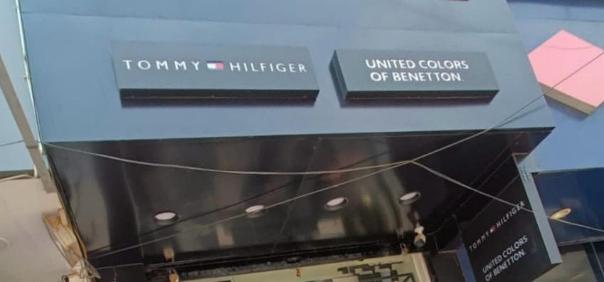 TOMMY HILFIGER
UNITED COLORS
OF BENETTON.
TOMMY HILFIGER
UNITED COLORS
OF BENETTON.